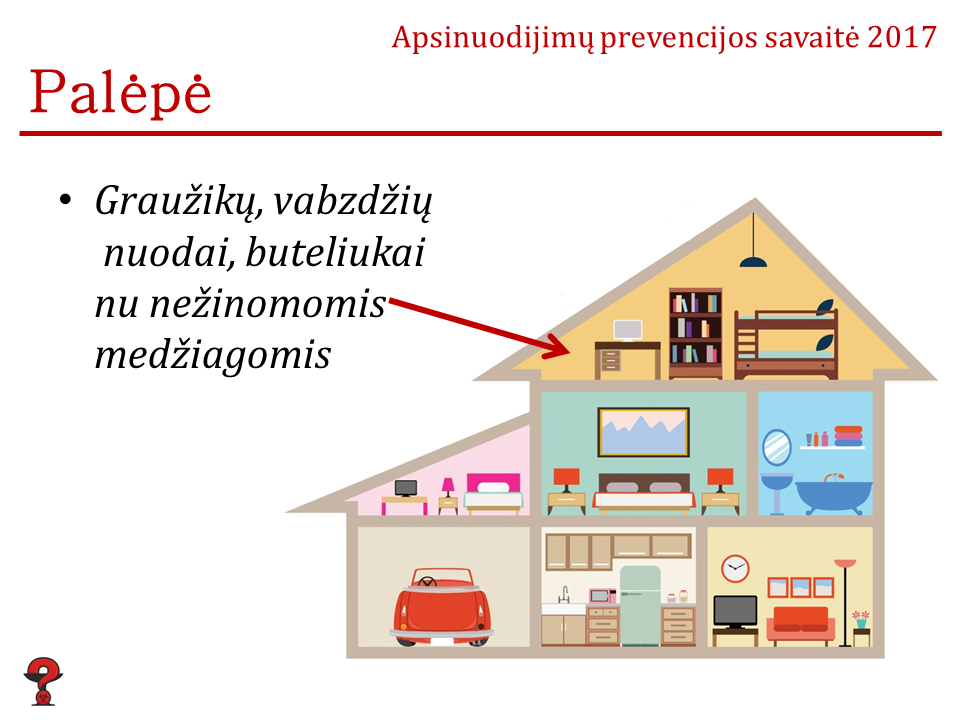 Apsinuodijimų prevencijos savaitė 2017
Palėpė
• Graužikų, vabzdžių
nuodai, buteliukai
nu nežinomomis
medžiagomis